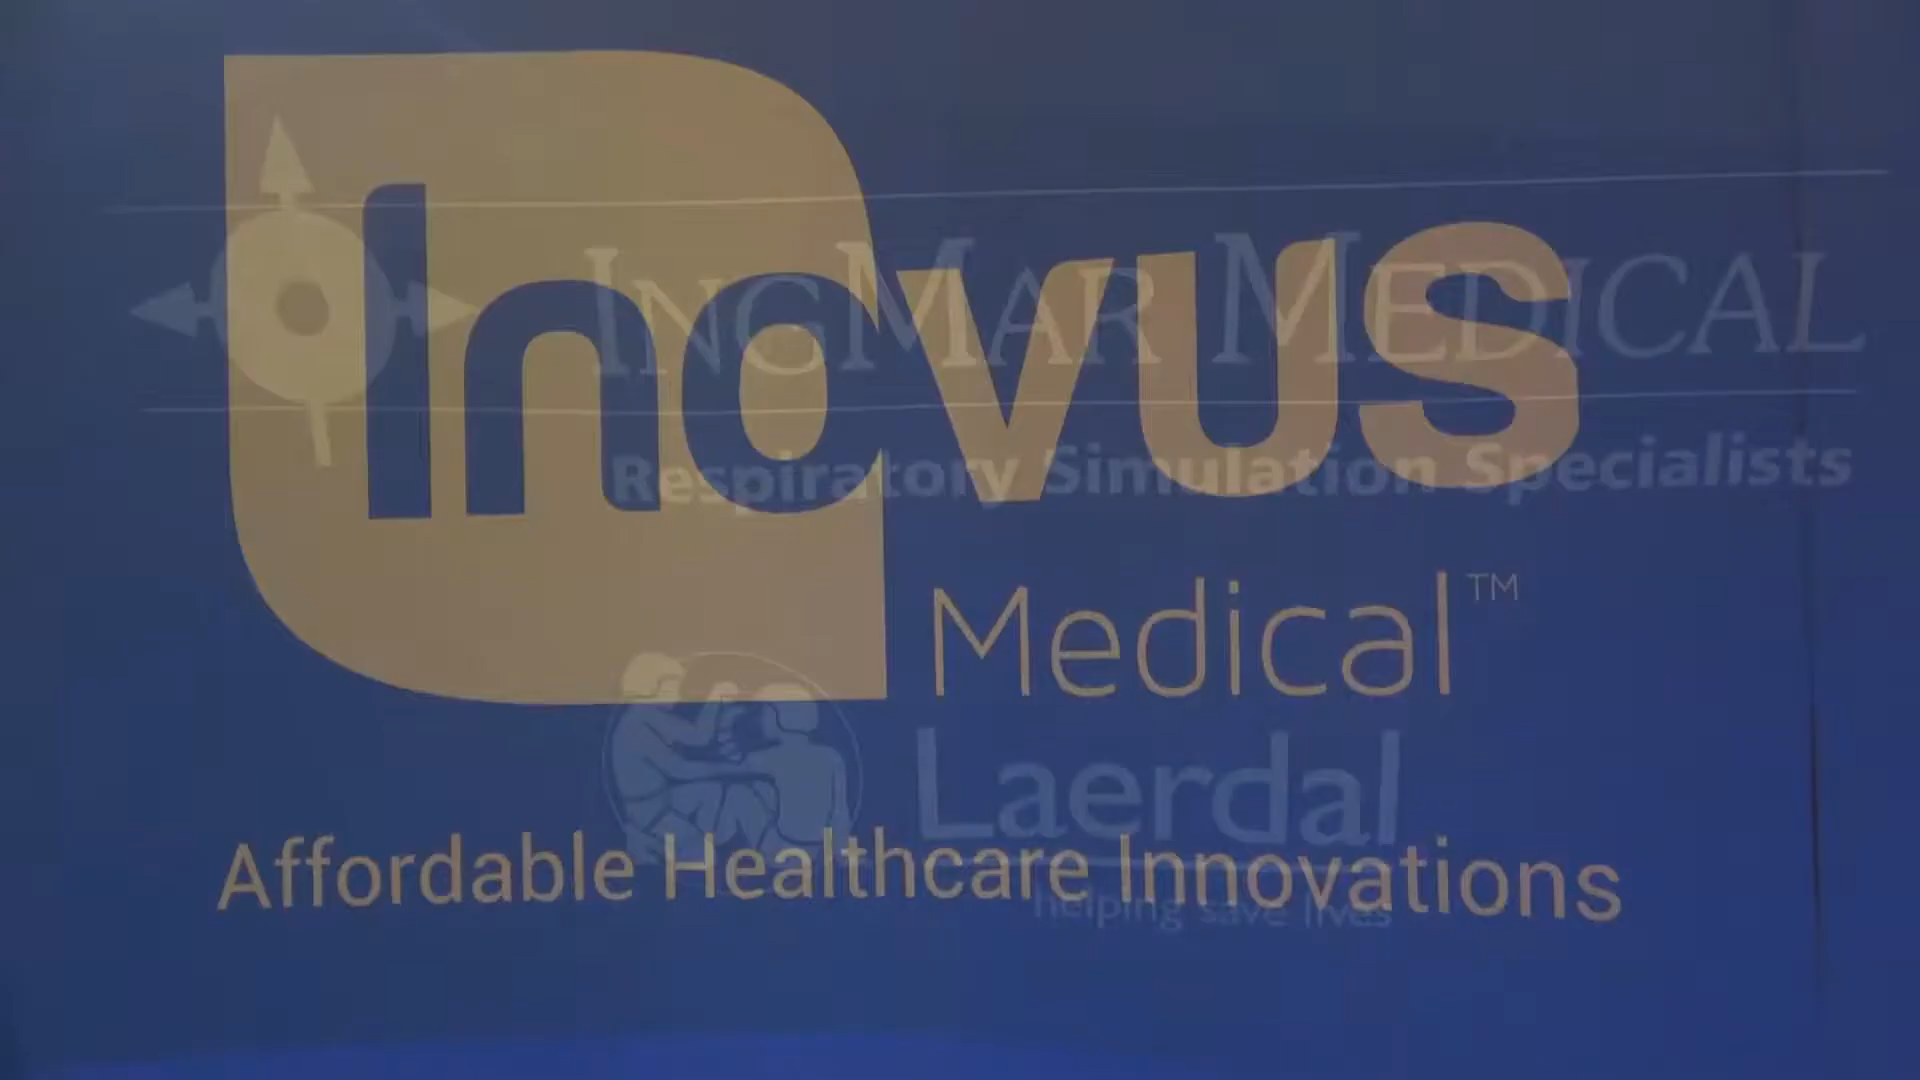 Inovus
Medical™
Affordable Healthcare Innovations
INGMAR MEDICAL
Respiratory Simulation Specialists
Laerdal
helping save lives